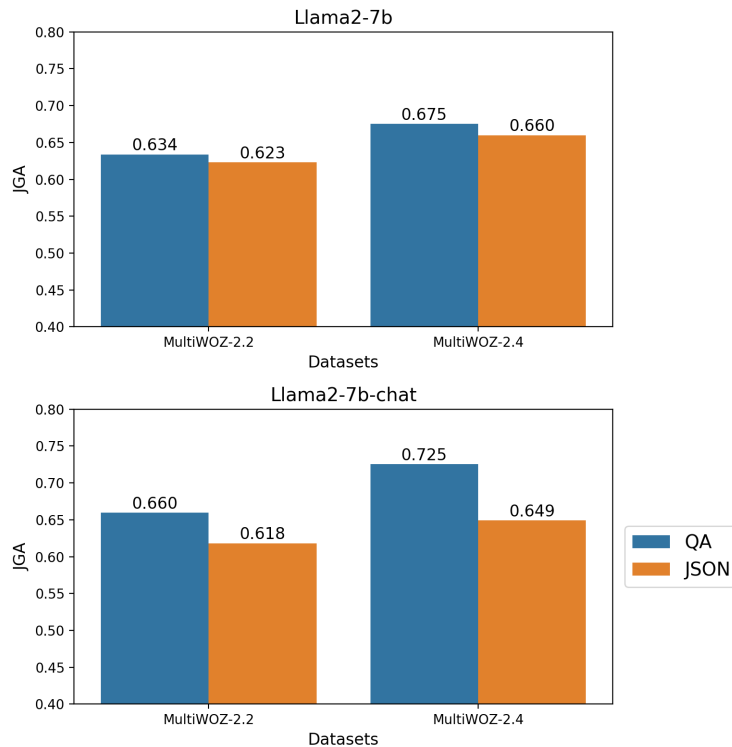 Llama2-7b
0.80
0.75
0.70
0.65
0.60
0.55
0.50
0.45
0.40
JGA
0.634
0.623
0.675
0.660
MultiWOZ-2.2
MultiWOZ-2.4
Datasets
Llama2-7b-chat
0.80
0.75
0.70
0.65
0.60
0.55
0.50
0.45
0.40
JGA
0.660
0.618
0.725
0.649
MultiWOZ-2.2
MultiWOZ-2.4
Datasets
QA
JSON